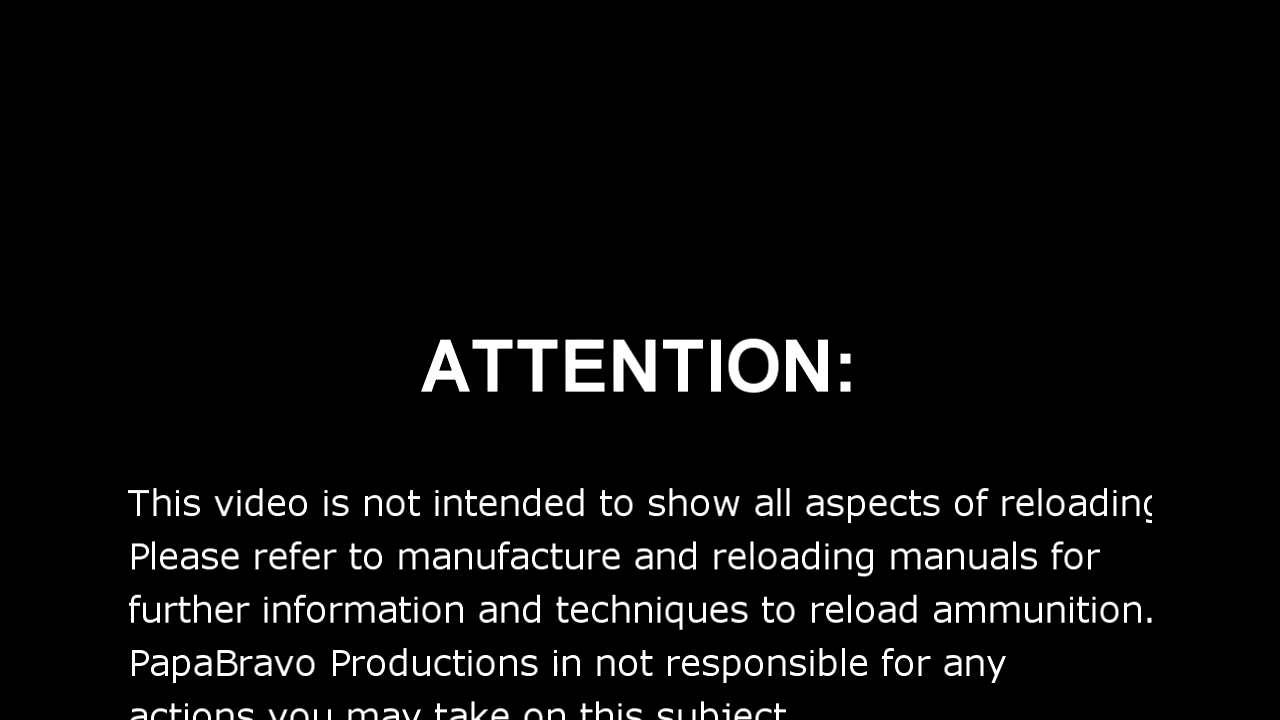 ATTENTION:
This video is not intended to show all aspects of reloading
Please refer to manufacture and reloading manuals for
further information and techniques to reload ammunition.
PapaBravo Productions in not responsible for any
actions you may take on this subject